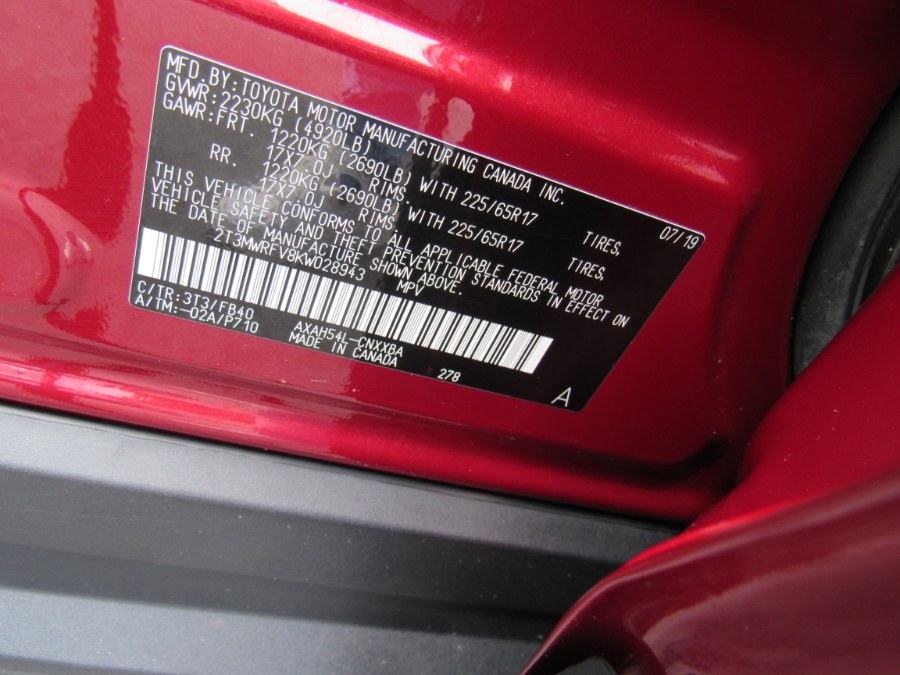 MFD. BY: TOYOTA MOTOR MANUFACTURING CANADA INC. 07/19
GVWR: 2230KG (4920LB)
GAWR: FRT. 1220KG (2690LB) WITH 225/65R17 TIRES,
17X7.0J RIMS,
RR. 1220KG (2690LB) WITH 225/65R17 TIRES,
17X7.0J RIMS,
THIS VEHICLE CONFORMS TO ALL APPLICABLE FEDERAL MOTOR
VEHICLE SAFETY AND THEFT PREVENTION STANDARDS IN EFFECT ON
THE DATE OF MANUFACTURE SHOWN ABOVE.
2T3MWRFV8KW028943 MPV
C/TR: 3T3/FB40 AXAH54L-CNXXBA
A/TM:-02A/P710 MADE IN CANADA 278 A